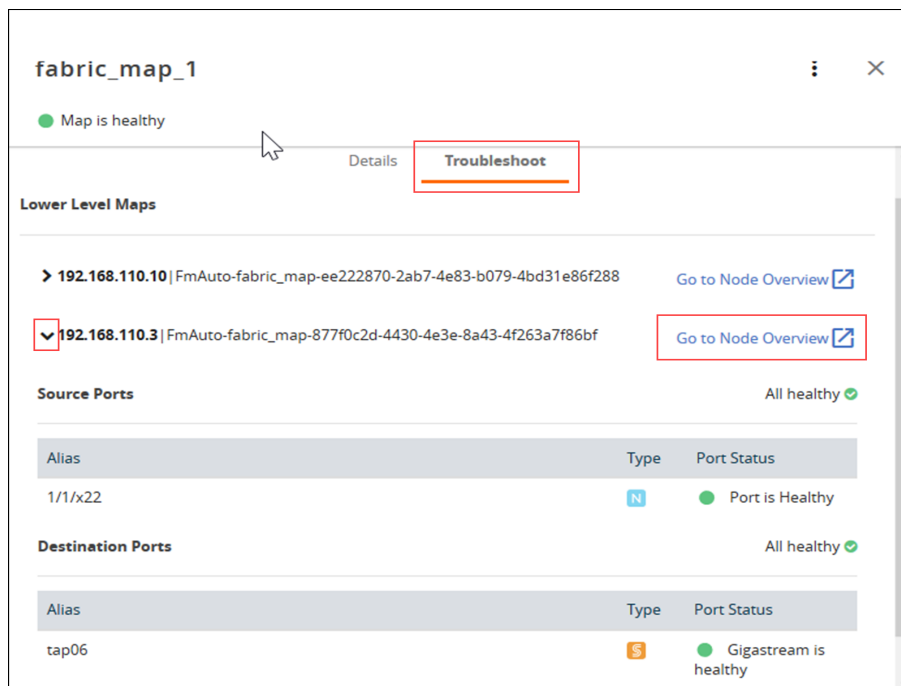 fabric_map_1
Map is healthy
Details Troubleshoot
Lower Level Maps
192.168.110.10|FmAuto-fabric_map-ee222870-2ab7-4e83-b079-4bd31e86f288 Go to Node Overview
192.168.110.3|FmAuto-fabric_map-877f0c2d-4430-4e3e-8a43-4f263a7f86bf Go to Node Overview
Source Ports All healthy
Alias Type Port Status
1/1/x22 N Port is Healthy
Destination Ports All healthy
Alias Type Port Status
tap06 S Gigastream is
healthy